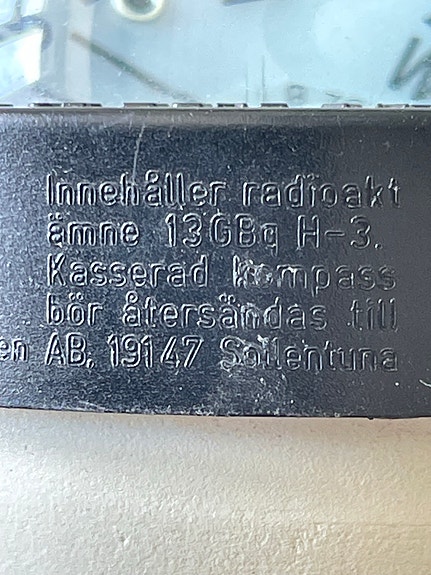 Innehåller radioakt
ämne 13GBq H-3.
Kasserad kompass
bör återsändas till
en AB, 19147 Sollentuna